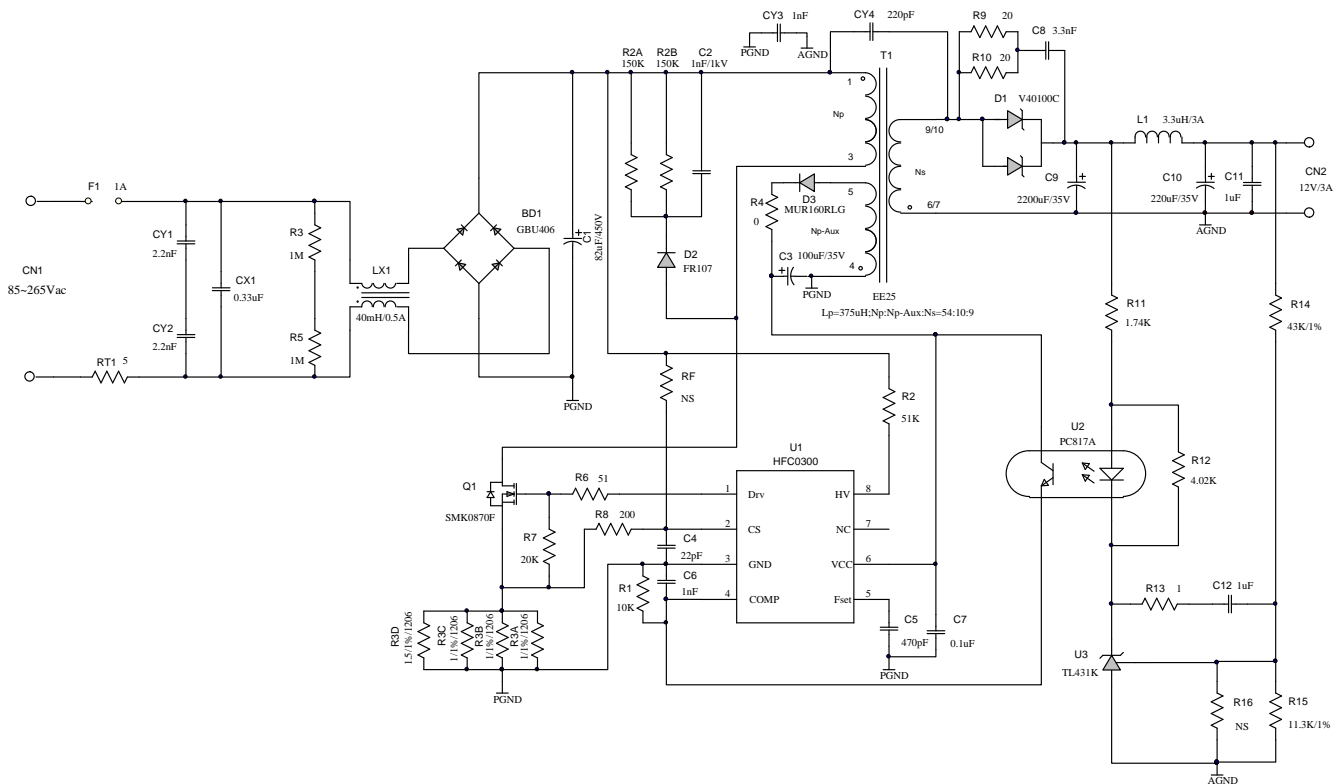 CY3 1nF
PGND
AGND
CY4 220pF
R9 20
R10 20
C8 3.3nF
R2A
150K
R2B
150K
C2
1nF/1kV
T1
1
Np
3
9/10
Ns
6/7
D1 V40100C
L1 3.3uH/3A
C9
2200uF/35V
C10
220uF/35V
C11
1uF
CN2
12V/3A
AGND
F1 1A
CN1
85~265Vac
CY1
2.2nF
CY2
2.2nF
CX1
0.33uF
R3
1M
R5
1M
LX1
40mH/0.5A
RT1 5
BD1
GBU406
C1
82uF/450V
PGND
D2
FR107
R4
0
D3
MUR160RLG
5
Np-Aux
4
C3 100uF/35V
PGND
EE25
Lp=375uH;Np:Np-Aux:Ns=54:10:9
R11
1.74K
R14
43K/1%
RF
NS
R2
51K
U2
PC817A
R12
4.02K
U1
HFC0300
1 Drv HV 8
2 CS NC 7
3 GND VCC 6
4 COMP Fset 5
Q1
SMK0870F
R6 51
R7
20K
R8 200
C4
22pF
C6
1nF
R1
10K
R3D
1.5/1%/1206
R3C
1/1%/1206
R3B
1/1%/1206
R3A
1/1%/1206
PGND
C5
470pF
C7
0.1uF
PGND
R13 1
C12 1uF
U3
TL431K
R16
NS
R15
11.3K/1%
AGND